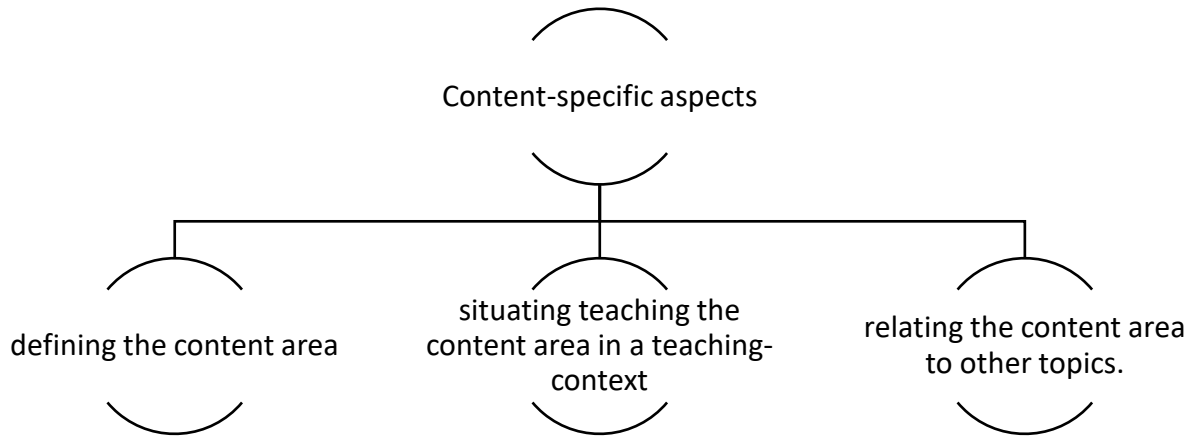 Content-specific aspects
defining the content area
situating teaching the
content area in a teaching-
context
relating the content area
to other topics.